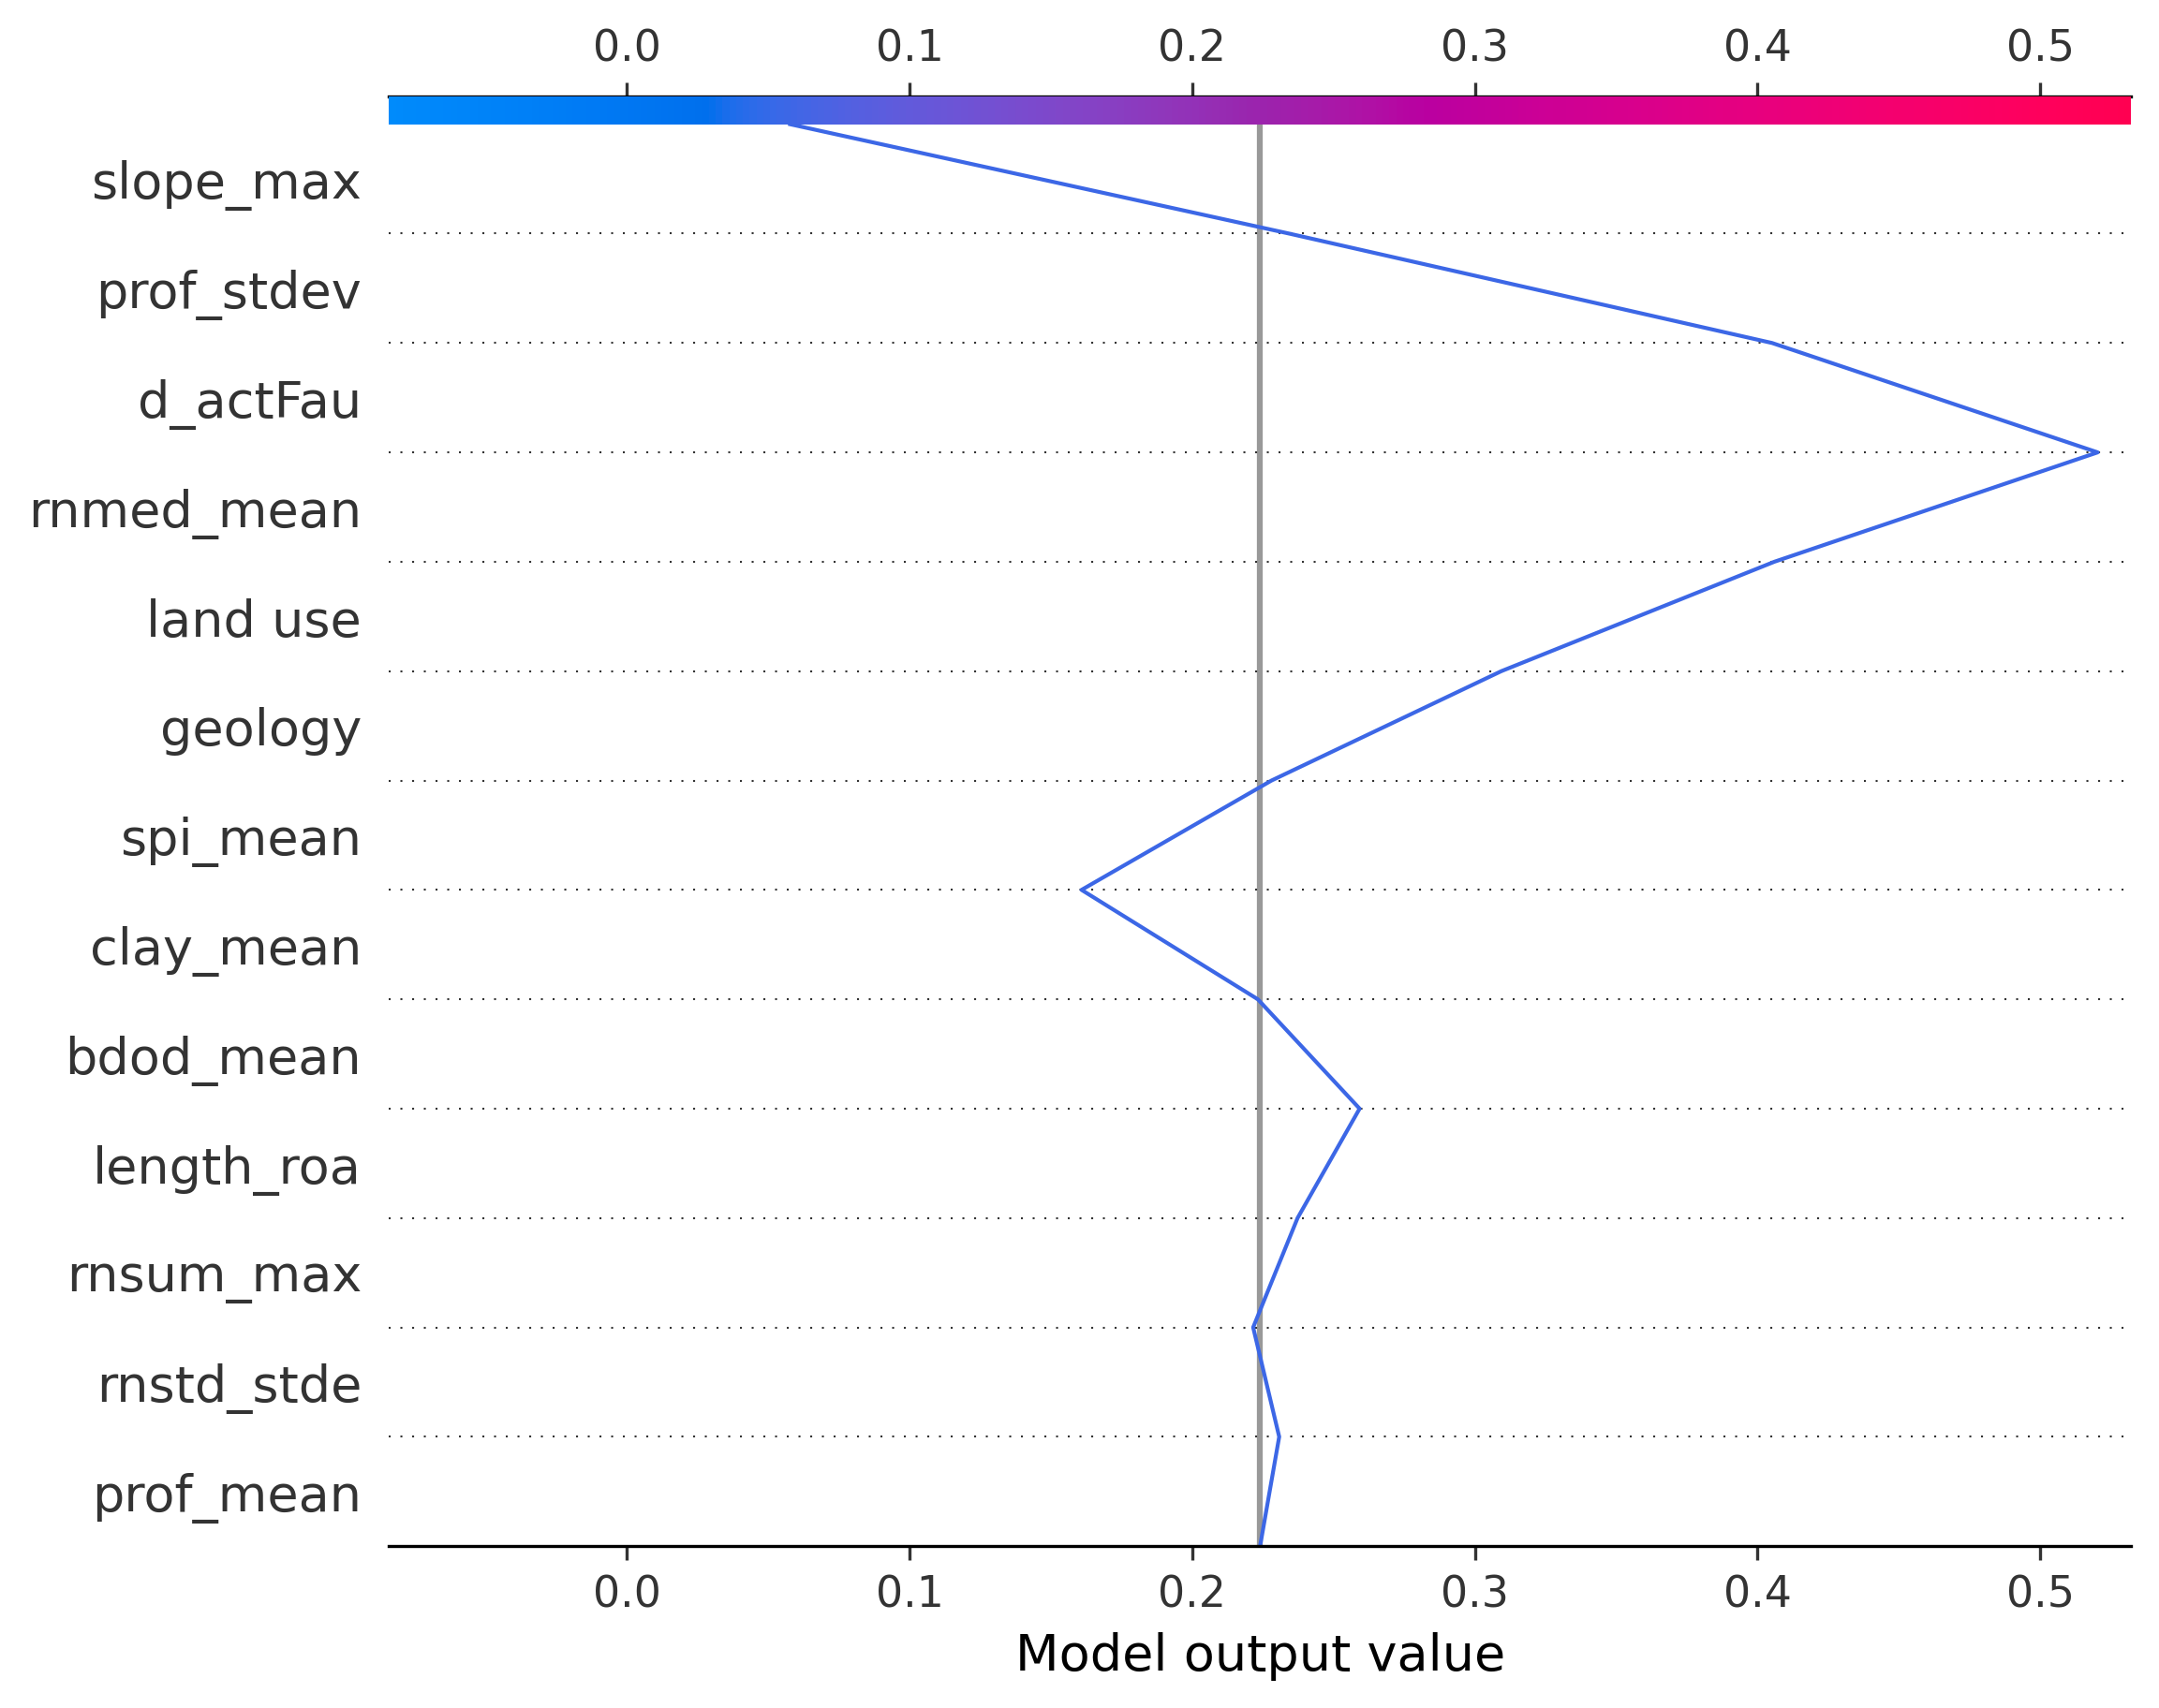 0.0 0.1 0.2 0.3 0.4 0.5
slope_max
prof_stdev
d_actFau
rnmed_mean
land use
geology
spi_mean
clay_mean
bdod_mean
length_roa
rnsum_max
rnstd_stde
prof_mean
0.0 0.1 0.2 0.3 0.4 0.5
Model output value